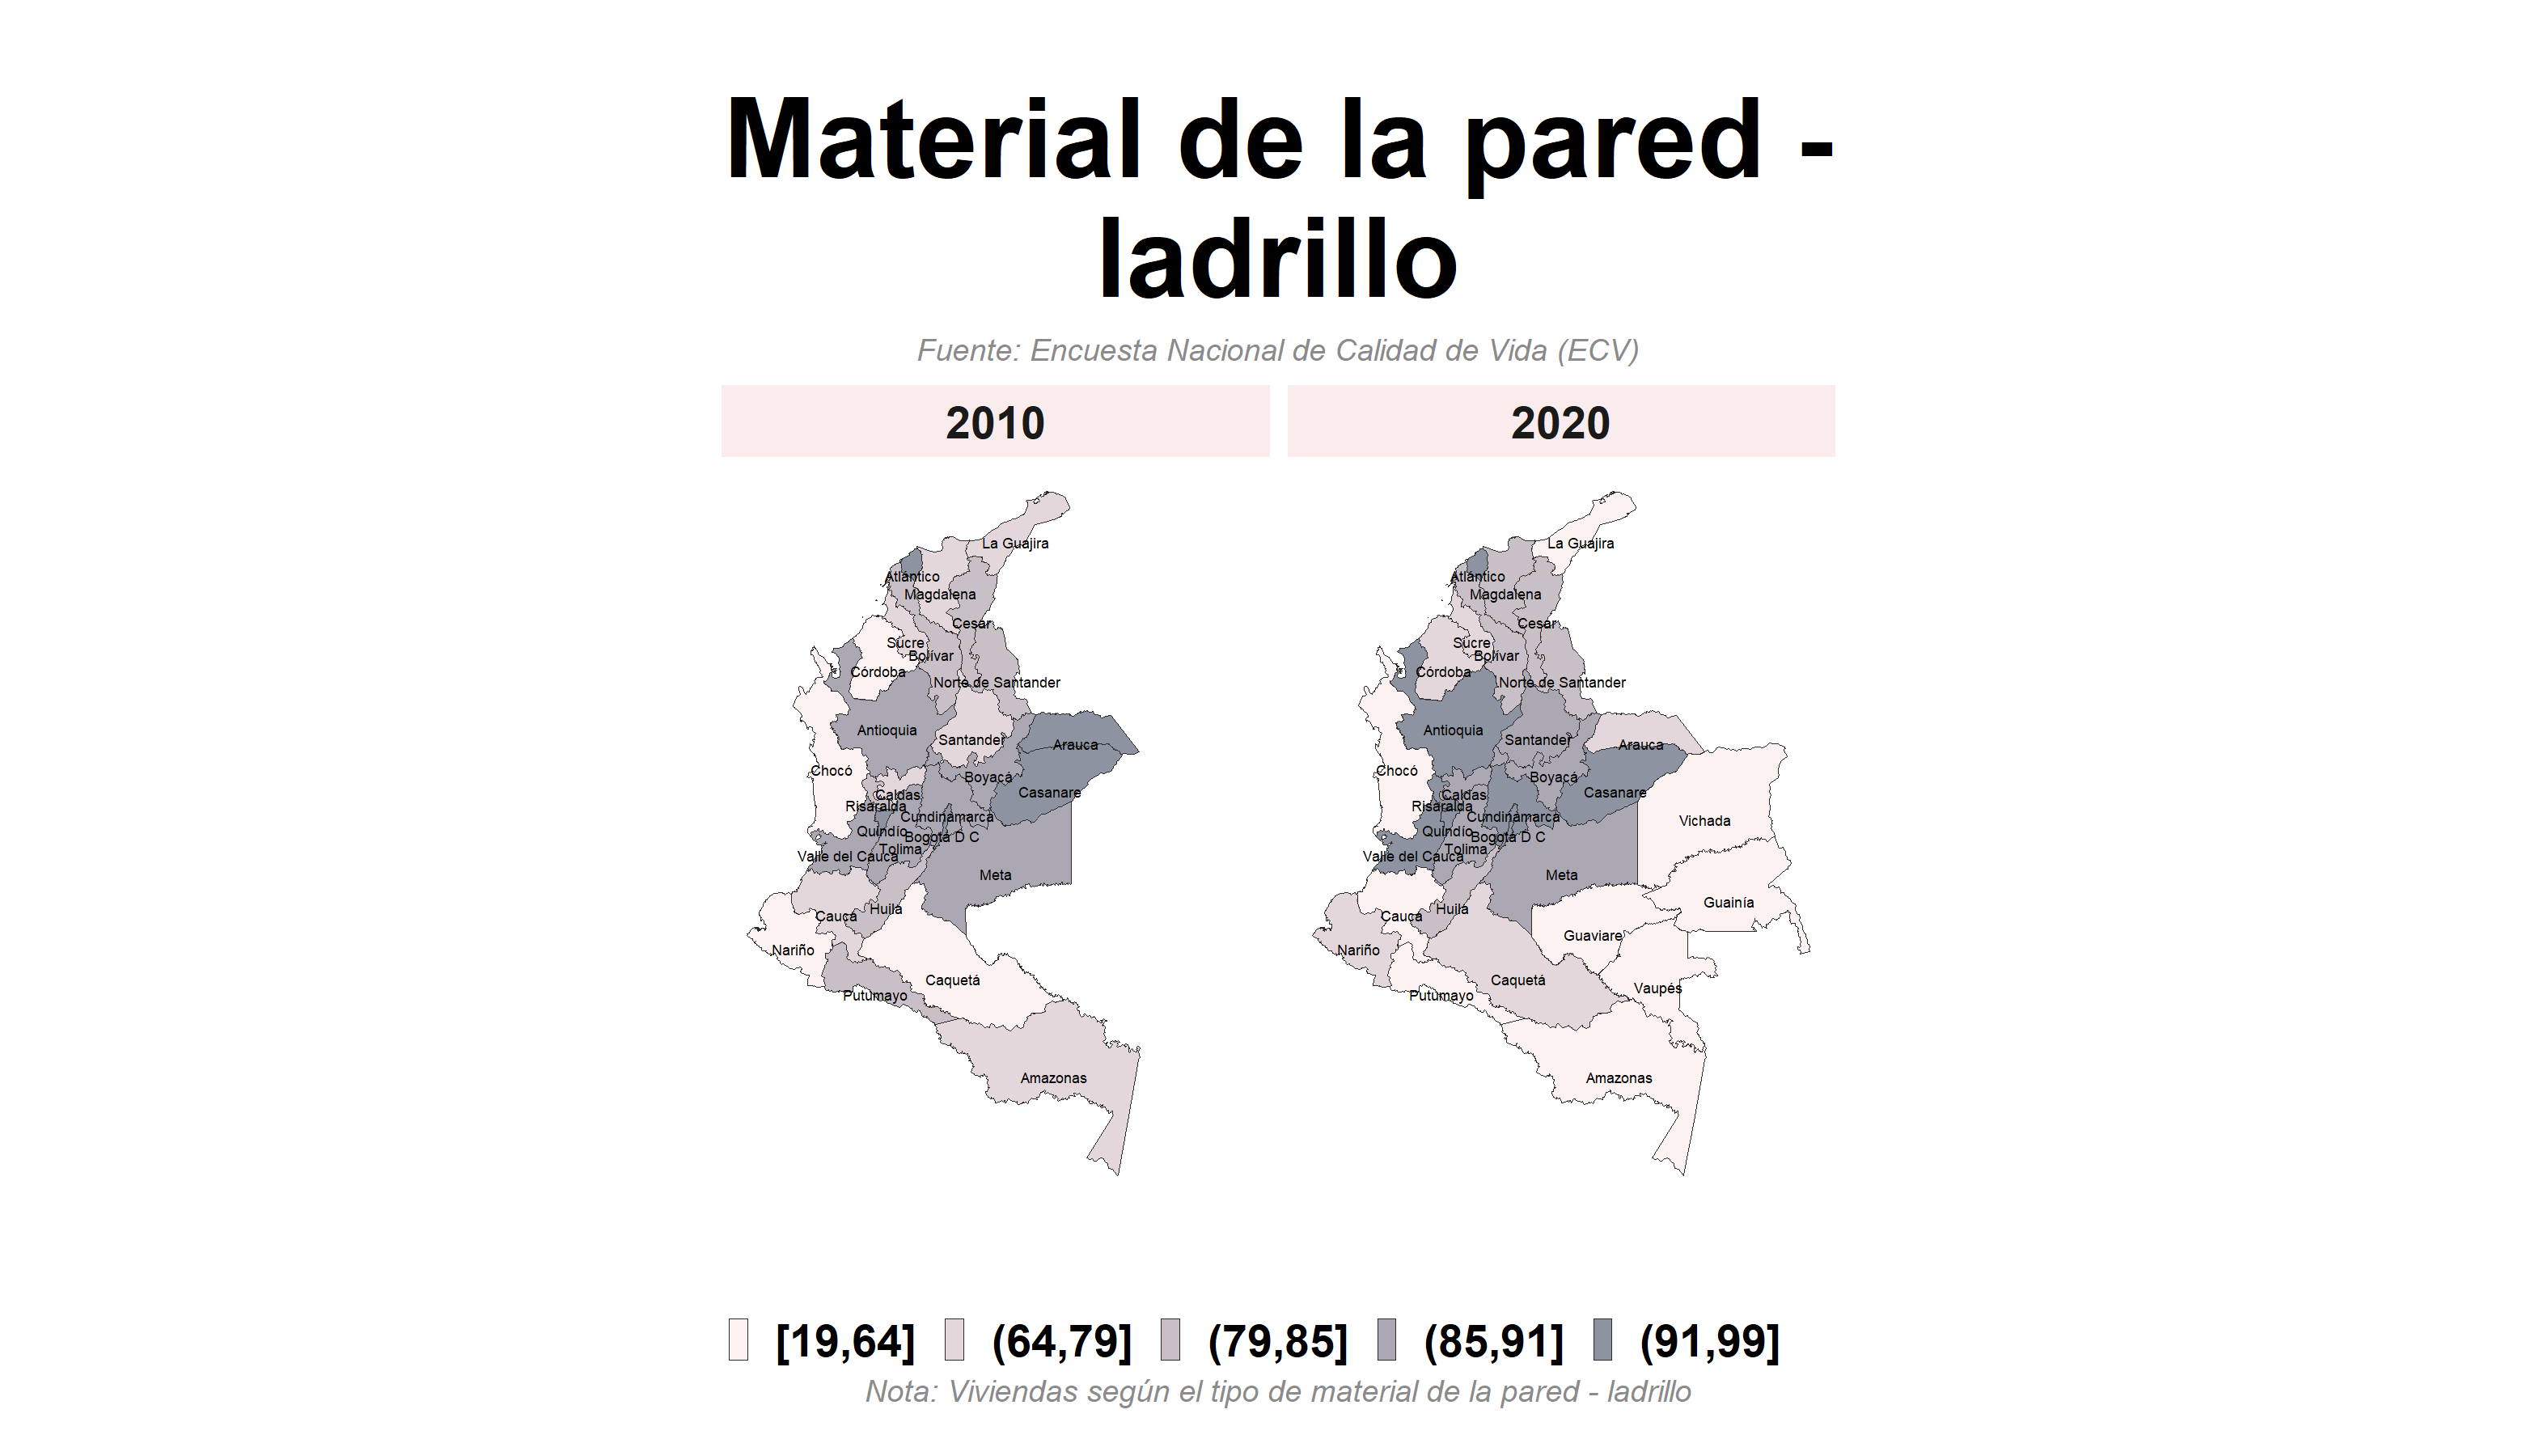 Material de la pared -
ladrillo
Fuente: Encuesta Nacional de Calidad de Vida (ECV)
2010
2020
La Guajira
Atlántico
Magdalena
Cesar
Sucre
Bolívar
Córdoba
Norte de Santander
Antioquia
Santander
Arauca
Chocó
Boyacá
Casanare
Caldas
Risaralda
Cundinamarca
Quindío
Bogotá D C
Tolima
Valle del Cauca
Meta
Huila
Cauca
Nariño
Caquetá
Putumayo
Amazonas
La Guajira
Atlántico
Magdalena
Cesar
Sucre
Bolívar
Córdoba
Norte de Santander
Antioquia
Santander
Arauca
Chocó
Boyacá
Casanare
Caldas
Risaralda
Cundinamarca
Vichada
Quindío
Bogotá D C
Tolima
Valle del Cauca
Meta
Guainía
Huila
Cauca
Guaviare
Nariño
Caquetá
Vaupés
Putumayo
Amazonas
[19,64] (64,79] (79,85] (85,91] (91,99]
Nota: Viviendas según el tipo de material de la pared - ladrillo